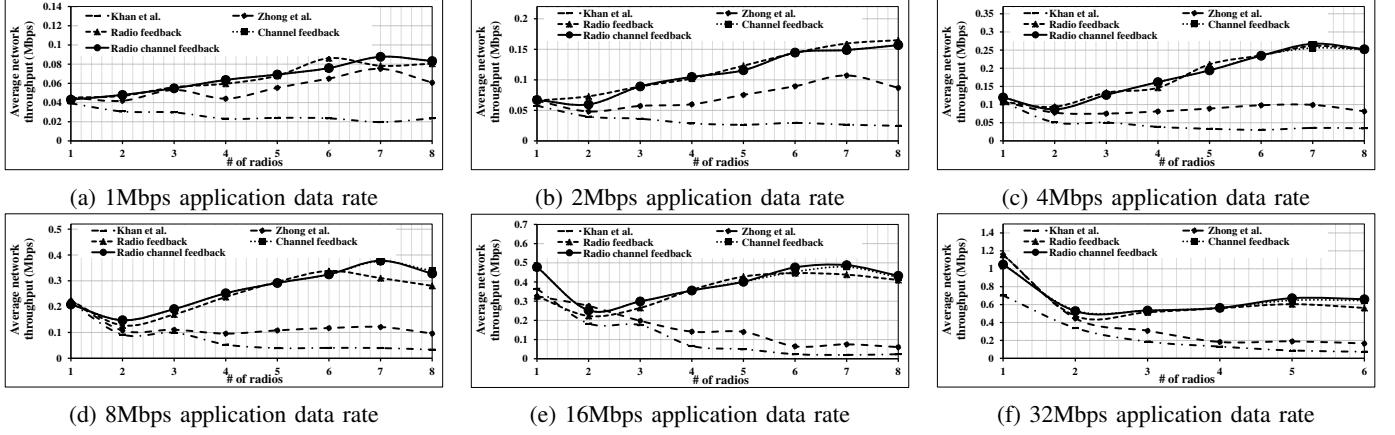 Average network throughput (Mbps)
0.14
0.12
0.1
0.08
0.06
0.04
0.02
0
Khan et al.
Zhong et al.
Radio feedback
Channel feedback
Radio channel feedback
1 2 3 4 5 6 7 8
# of radios
(a) 1Mbps application data rate
Average network throughput (Mbps)
0.2
0.15
0.1
0.05
0
Khan et al.
Zhong et al.
Radio feedback
Channel feedback
Radio channel feedback
1 2 3 4 5 6 7 8
# of radios
(b) 2Mbps application data rate
Average network throughput (Mbps)
0.35
0.3
0.25
0.2
0.15
0.1
0.05
0
Khan et al.
Zhong et al.
Radio feedback
Channel feedback
Radio channel feedback
1 2 3 4 5 6 7 8
# of radios
(c) 4Mbps application data rate
Average network throughput (Mbps)
0.5
0.4
0.3
0.2
0.1
0
Khan et al.
Zhong et al.
Radio feedback
Channel feedback
Radio channel feedback
1 2 3 4 5 6 7 8
# of radios
(d) 8Mbps application data rate
Average network throughput (Mbps)
0.7
0.6
0.5
0.4
0.3
0.2
0.1
0
Khan et al.
Zhong et al.
Radio feedback
Channel feedback
Radio channel feedback
1 2 3 4 5 6 7 8
# of radios
(e) 16Mbps application data rate
Average network throughput (Mbps)
1.4
1.2
1
0.8
0.6
0.4
0.2
0
Khan et al.
Zhong et al.
Radio feedback
Channel feedback
Radio channel feedback
1 2 3 4 5 6
# of radios
(f) 32Mbps application data rate